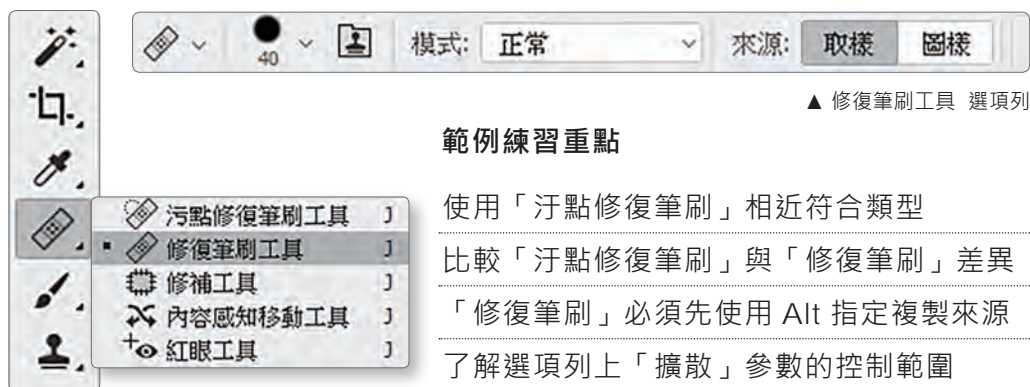 40 模式: 正常 來源: 取樣 圖樣
▲ 修復筆刷工具 選項列
範例練習重點
污點修復筆刷工具 J
修復筆刷工具 J
修補工具 J
內容感知移動工具 J
紅眼工具 J
使用「汙點修復筆刷」相近符合類型
比較「汙點修復筆刷」與「修復筆刷」差異
「修復筆刷」必須先使用 Alt 指定複製來源
了解選項列上「擴散」參數的控制範圍